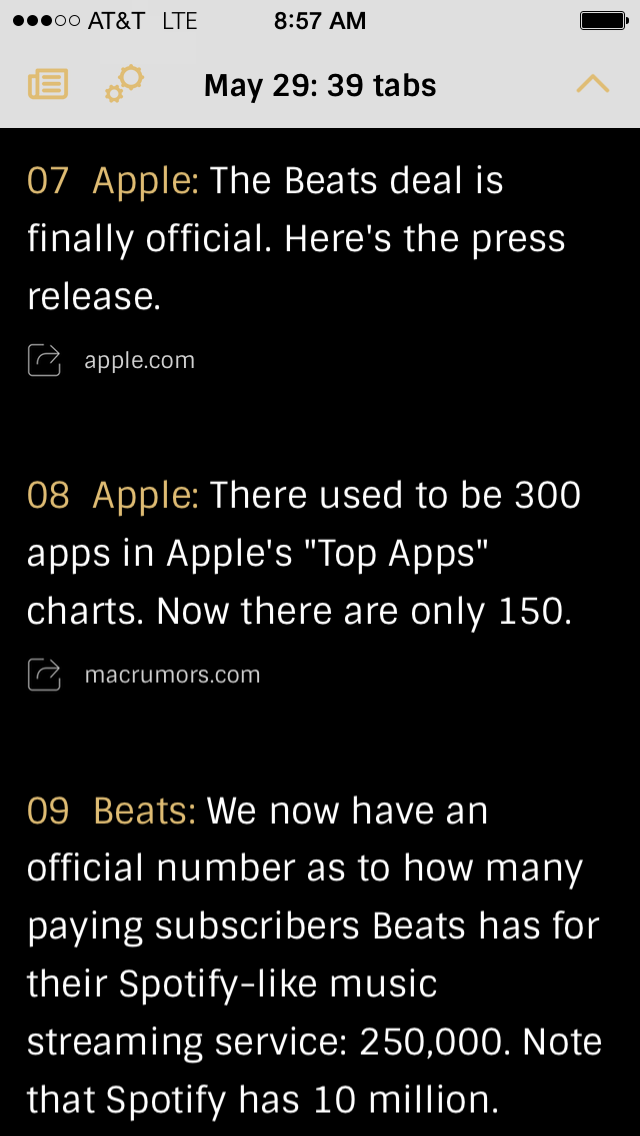 AT&T LTE 8:57 AM
May 29: 39 tabs
07 Apple: The Beats deal is
finally official. Here's the press
release.
apple.com
08 Apple: There used to be 300
apps in Apple's "Top Apps"
charts. Now there are only 150.
macrumors.com
09 Beats: We now have an
official number as to how many
paying subscribers Beats has for
their Spotify-like music
streaming service: 250,000. Note
that Spotify has 10 million.